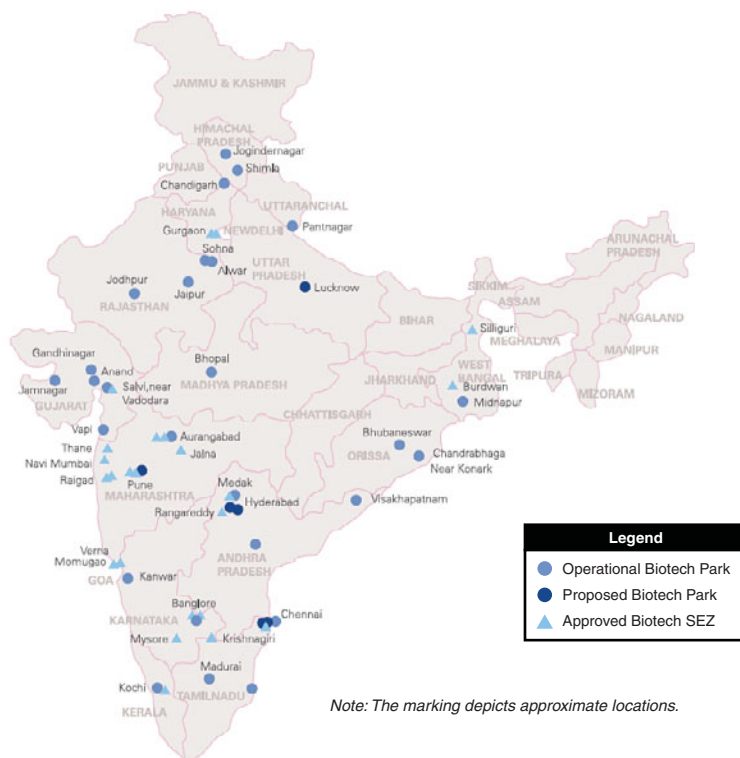 JAMMU & KASHMIR
HIMACHAL
PRADESH
Jogindernagar
PUNJAB
Shimla
Chandigarh
UTTARANCHAL
HARYANA
Gurgaon
NEWDELHI
Pantnagar
Sohna
Alwar
UTTAR
PRADESH
ARUNACHAL
PRADESH
Jodhpur
Jaipur
Lucknow
RAJASTHAN
SIKKIM
ASSAM
NAGALAND
BIHAR
Silliguri
MEGHALAYA
MANIPUR
Gandhinagar
Anand
Bhopal
WEST
BANGAL
TRIPURA
Jamnagar
Salvi,near
Vadodara
MADHYA PRADESH
JHARKHAND
Burdwan
MIZORAM
GUJARAT
Midnapur
CHHATTISGARH
Vapi
Aurangabad
Bhubaneswar
Thane
Jalna
ORISSA
Chandrabhaga
Near Konark
Navi Mumbai
Raigad
Pune
Medak
MAHARASHTRA
Hyderabad
Visakhapatnam
Rangareddy
Verna
Momugao
ANDHRA
PRADESH
GOA
Kanwar
Banglore
Chennai
KARNATAKA
Mysore
Krishnagiri
Madurai
Kochi
TAMILNADU
KERALA
Legend
Operational Biotech Park
Proposed Biotech Park
Approved Biotech SEZ
Note: The marking depicts approximate locations.